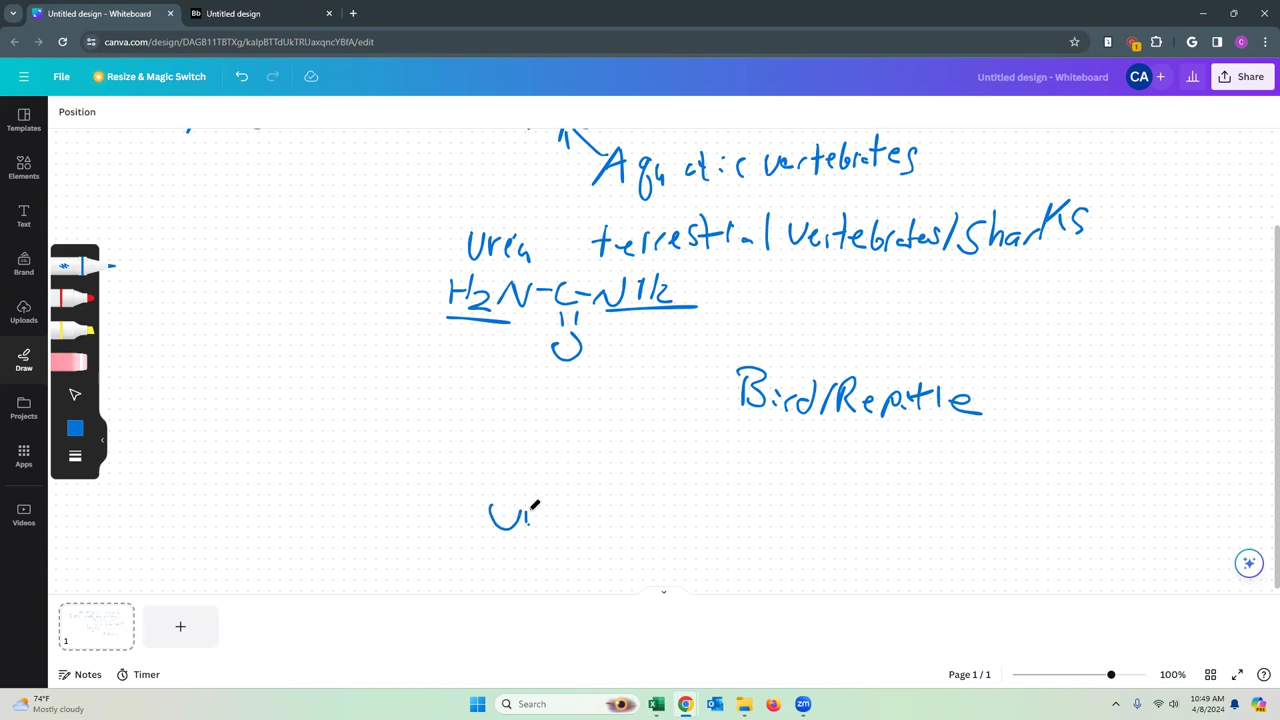 Untitled design - Whiteboard
Untitled design
canva.com/design/DAGB11TBTXg/kalpBTTdUkTRUaxqncYBfA/edit
File
Resize & Magic Switch
Untitled design - Whiteboard
CA
Share
Position
Templates
Elements
Text
Brand
Uploads
Draw
Projects
Apps
Videos
Aquatic vertebrates
Urea terrestrial vertebrates/Sharks
H2N-C-NH2
O
Bird/Reptile
1
Notes
Timer
Page 1 / 1
100%
74°F
Mostly cloudy
Search
10:49 AM
4/8/2024